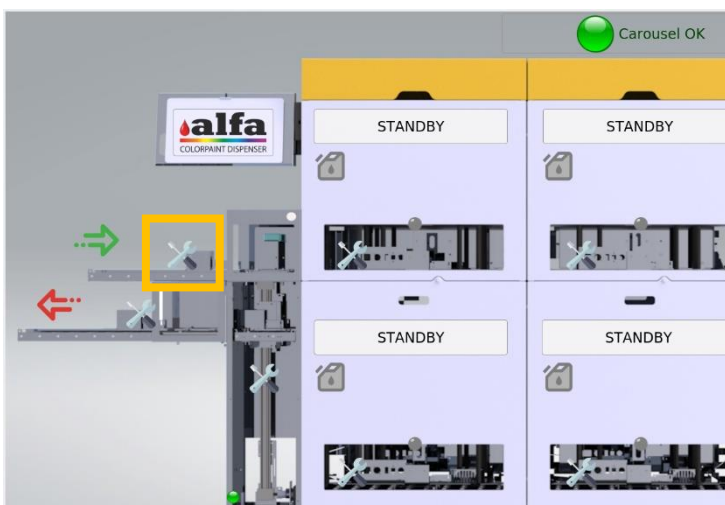 Carousel OK
alfa
COLORPAINT DISPENSER
STANDBY
STANDBY
STANDBY
STANDBY